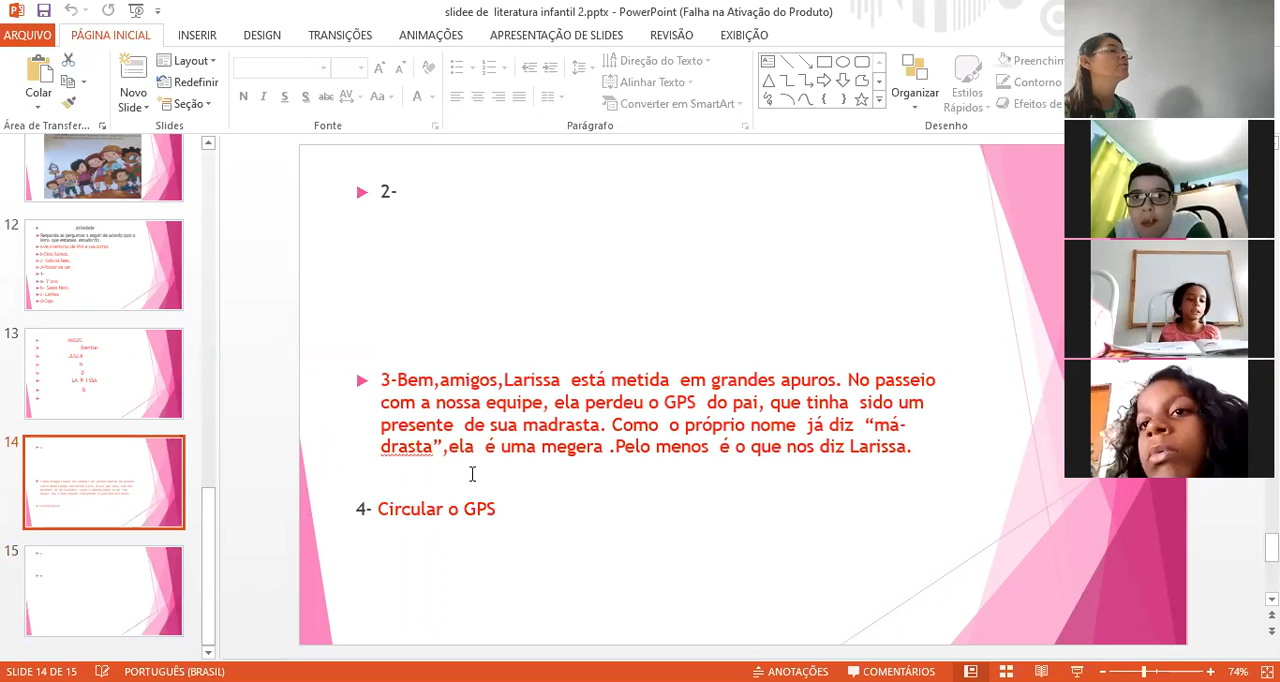 slidee de literatura infantil 2.pptx - PowerPoint (Falha na Ativação do Produto)
ARQUIVO PÁGINA INICIAL INSERIR DESIGN TRANSIÇÕES ANIMAÇÕES APRESENTAÇÃO DE SLIDES REVISÃO EXIBIÇÃO
Colar
Novo
Slide
Layout
Redefinir
Seção
N I S S abc AV Aa A
Direção do Texto
Alinhar Texto
Converter em SmartArt
Organizar
Estilos
Rápidos
Preenchim
Contorno
Efeitos de
Área de Transfer...
Slides
Fonte
Parágrafo
Desenho
12
13
14
15
2-
3-Bem,amigos,Larissa está metida em grandes apuros. No passeio
com a nossa equipe, ela perdeu o GPS do pai, que tinha sido um
presente de sua madrasta. Como o próprio nome já diz “má-
drasta”,ela é uma megera .Pelo menos é o que nos diz Larissa.
4- Circular o GPS
SLIDE 14 DE 15 PORTUGUÊS (BRASIL) ANOTAÇÕES COMENTÁRIOS 74%